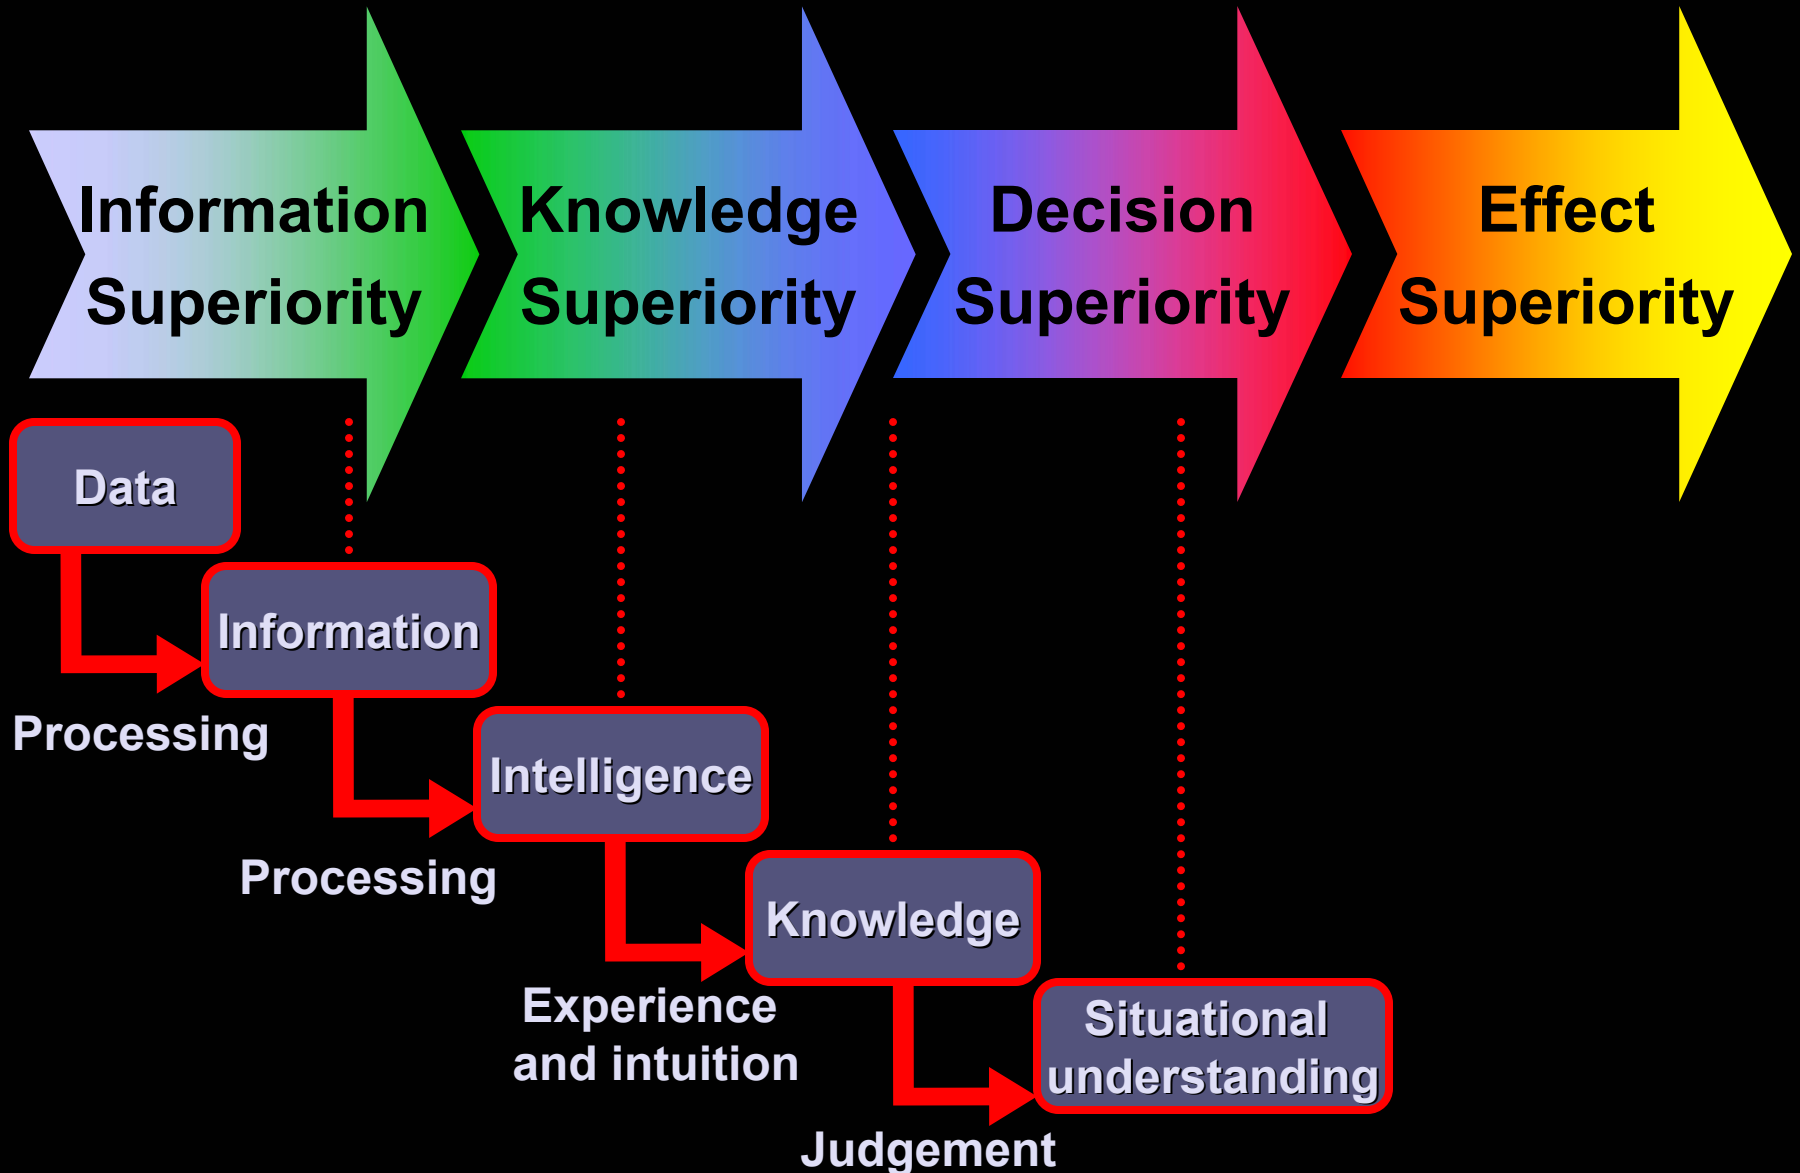 Information
Superiority
Knowledge
Superiority
Decision
Superiority
Effect
Superiority
Data
Processing
Information
Processing
Intelligence
Experience
and intuition
Knowledge
Judgement
Situational
understanding